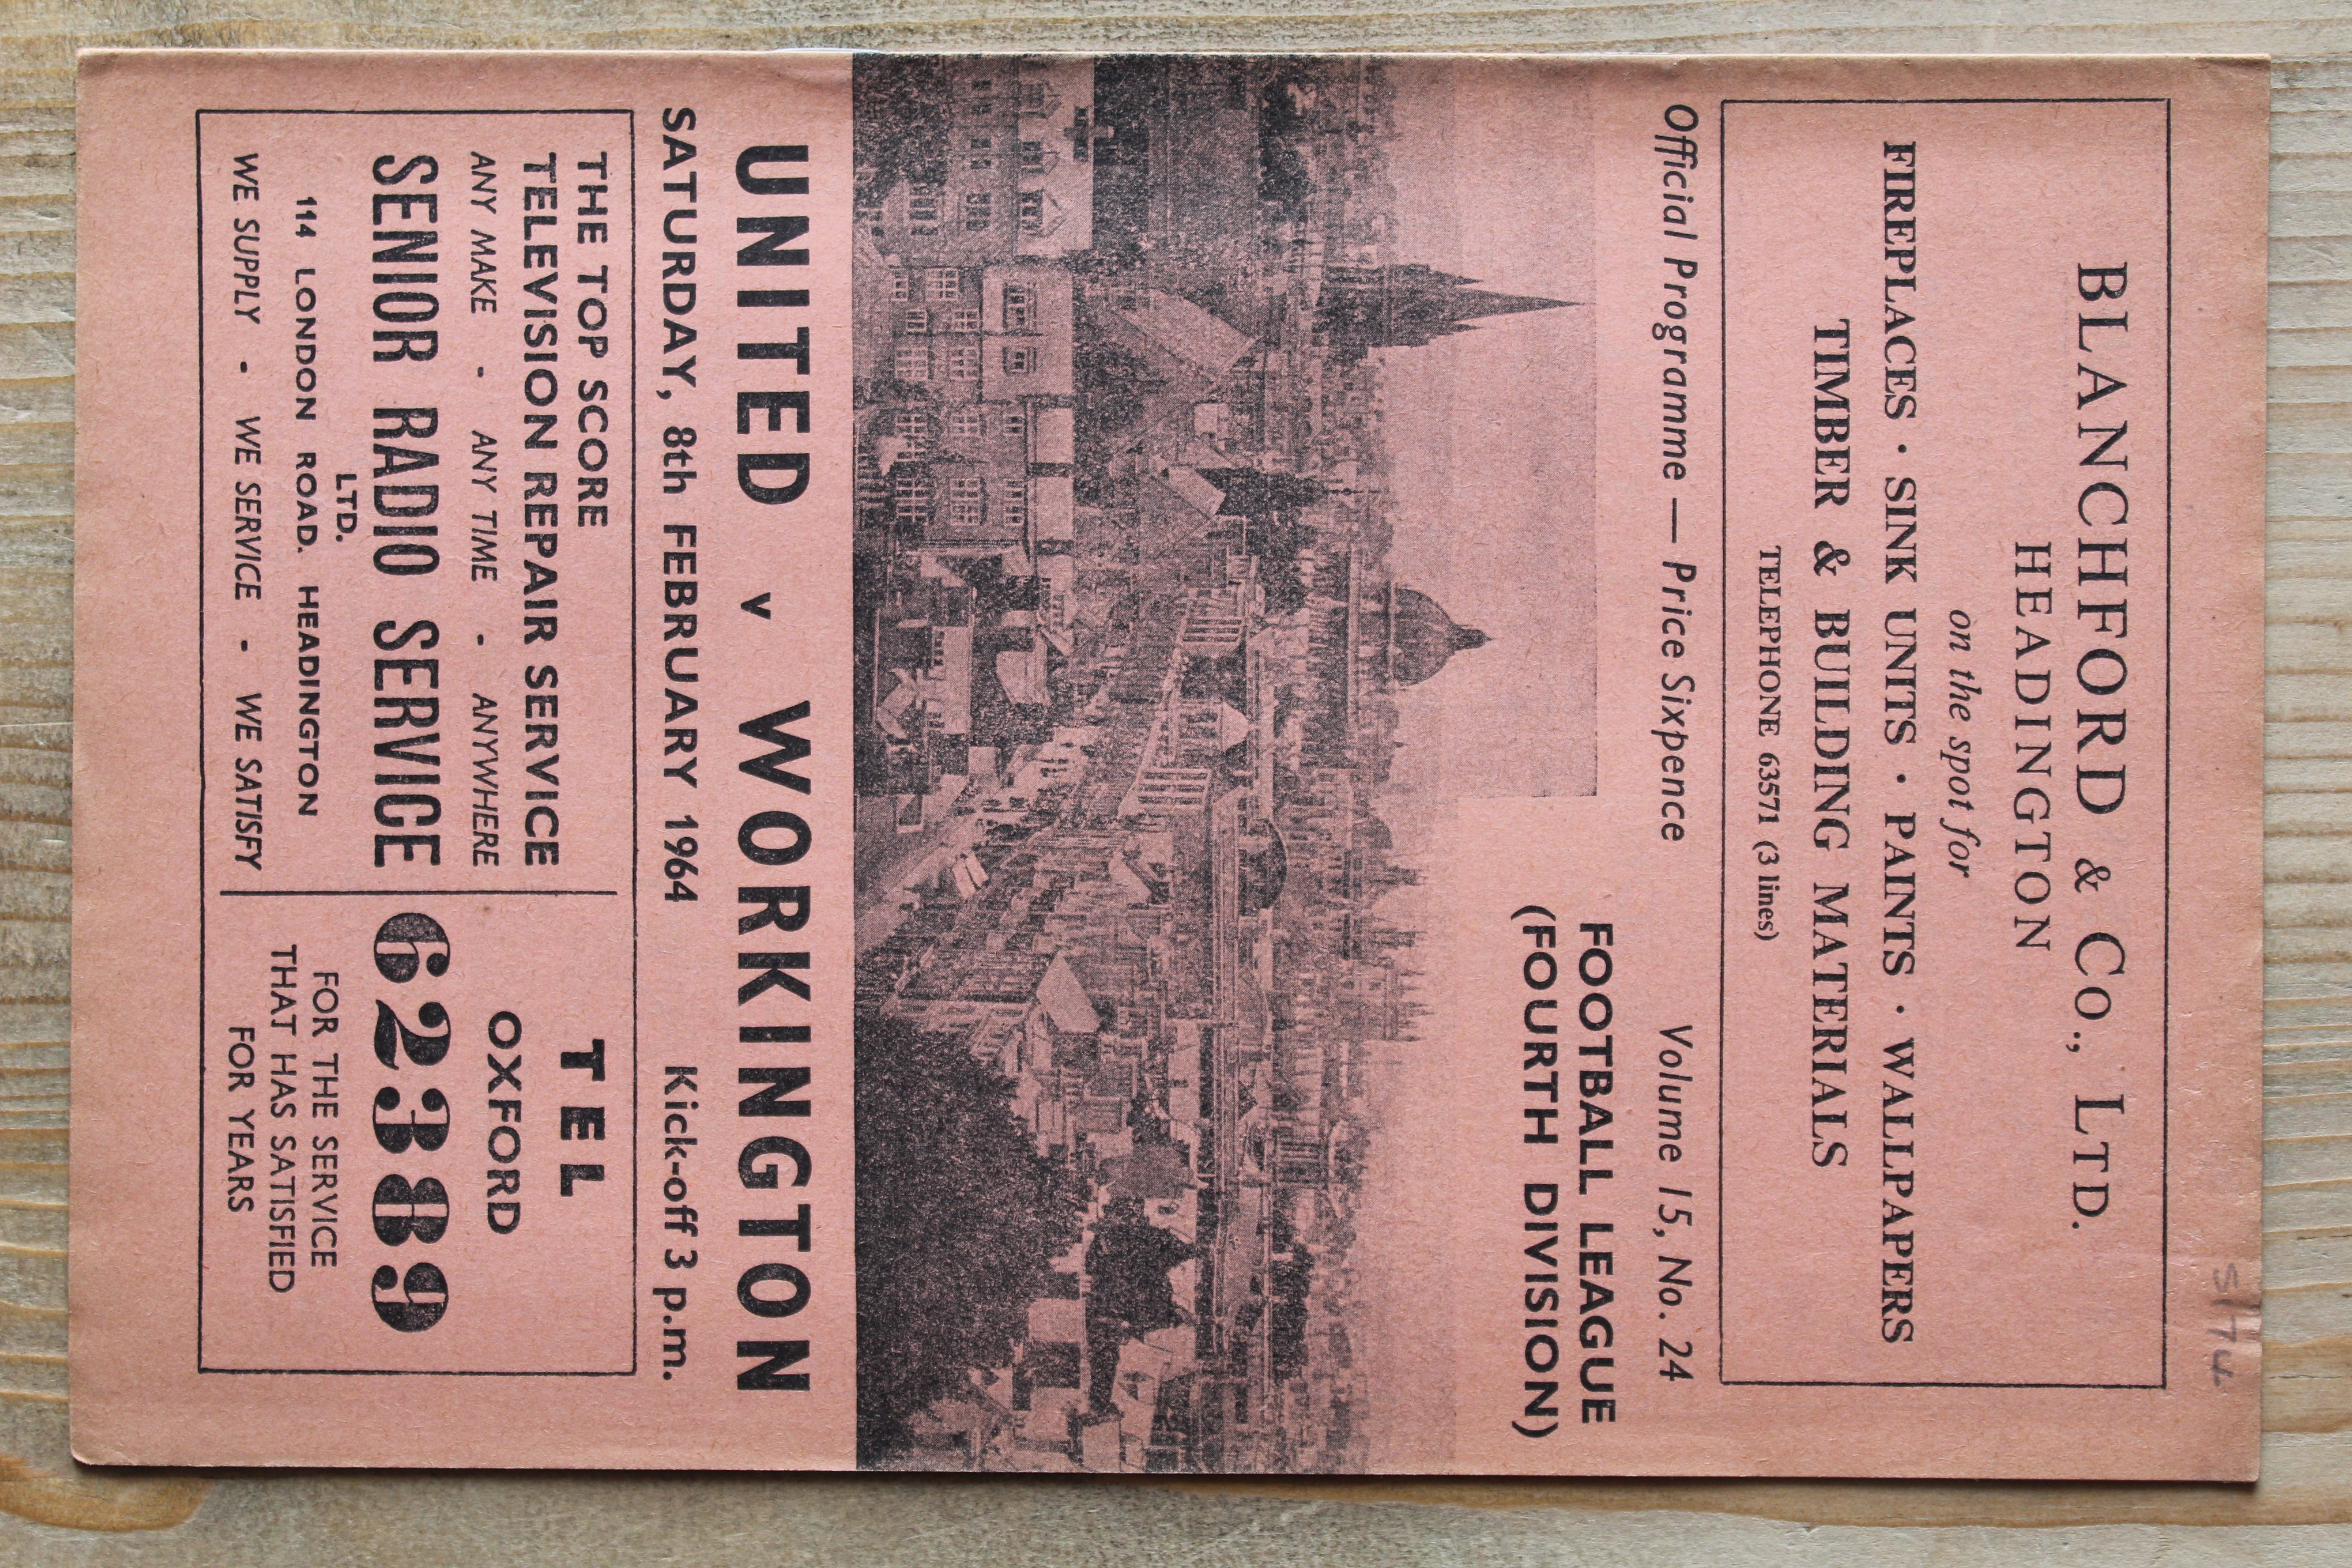 S/74
BLANCHFORD & Co., LTD.
HEADINGTON
on the spot for
FIREPLACES · SINK UNITS · PAINTS · WALLPAPERS
TIMBER & BUILDING MATERIALS
TELEPHONE 63571 (3 lines)
Official Programme — Price Sixpence Volume 15, No. 24
FOOTBALL LEAGUE
(FOURTH DIVISION)
UNITED v WORKINGTON
SATURDAY, 8th FEBRUARY 1964 Kick-off 3 p.m.
THE TOP SCORE
TELEVISION REPAIR SERVICE
ANY MAKE - ANY TIME - ANYWHERE
SENIOR RADIO SERVICE
LTD.
114 LONDON ROAD. HEADINGTON
WE SUPPLY - WE SERVICE - WE SATISFY
TEL
OXFORD
62389
FOR THE SERVICE
THAT HAS SATISFIED
FOR YEARS